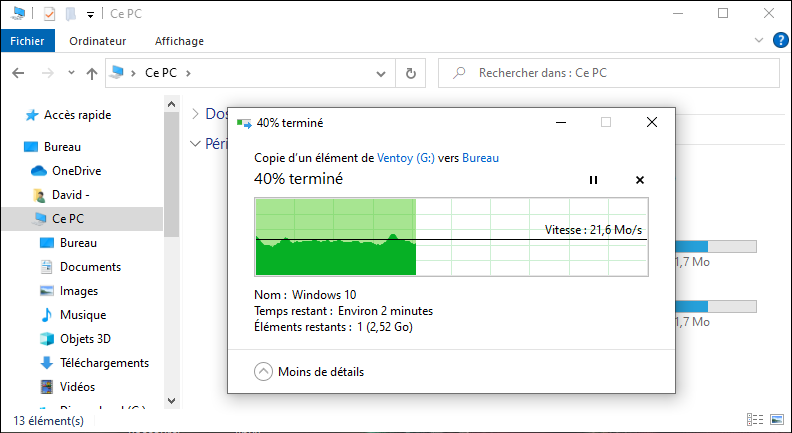 Ce PC
Fichier
Ordinateur
Affichage
Ce PC
Rechercher dans : Ce PC
Accès rapide
Bureau
OneDrive
David -
Ce PC
Bureau
Documents
Images
Musique
Objets 3D
Téléchargements
Vidéos
13 élément(s)
40% terminé
Copie d'un élément de Ventoy (G:) vers Bureau
40% terminé
Vitesse : 21,6 Mo/s
Nom : Windows 10
Temps restant : Environ 2 minutes
Éléments restants : 1 (2,52 Go)
Moins de détails
1,7 Mo
1,7 Mo